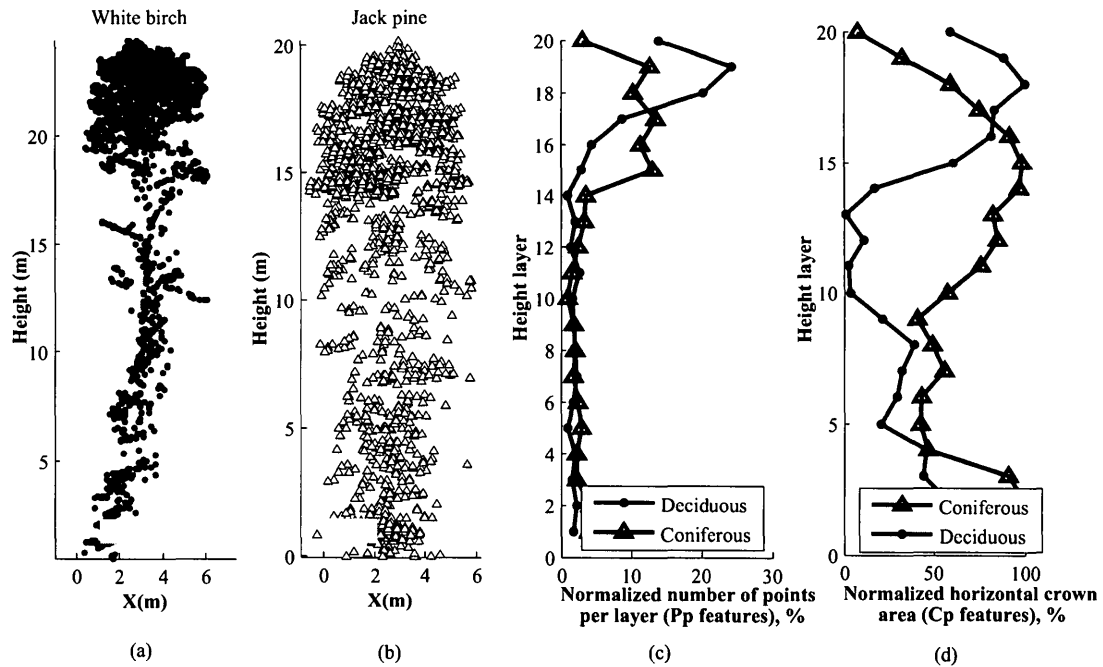 White birch
20
15
10
5
Height (m)
0 2 4 6
X(m)
(a)
Jack pine
20
15
10
5
0
Height (m)
0 2 4 6
X(m)
(b)
20
18
16
14
12
10
8
6
4
2
0
Height layer
Deciduous
Coniferous
0 10 20 30
Normalized number of points
per layer (Pp features), %
(c)
20
15
10
5
0
Height layer
Coniferous
Deciduous
0 50 100
Normalized horizontal crown
area (Cp features), %
(d)